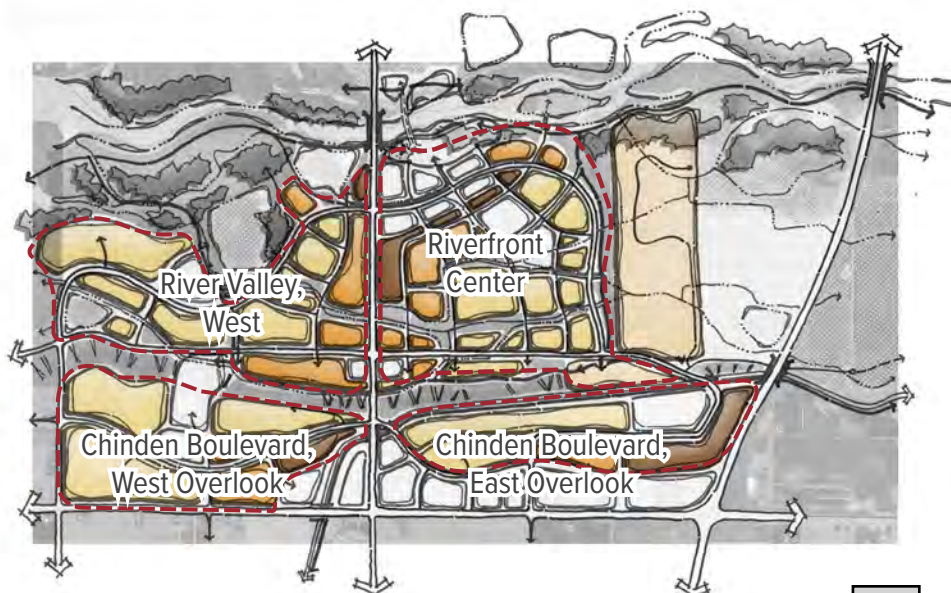 Riverfront
Center
River Valley,
West
Chinden Boulevard,
West Overlook
Chinden Boulevard,
East Overlook